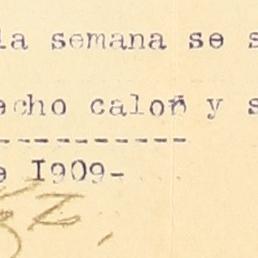 la semana se s
echo caloñ y s
-------------
e 1909-